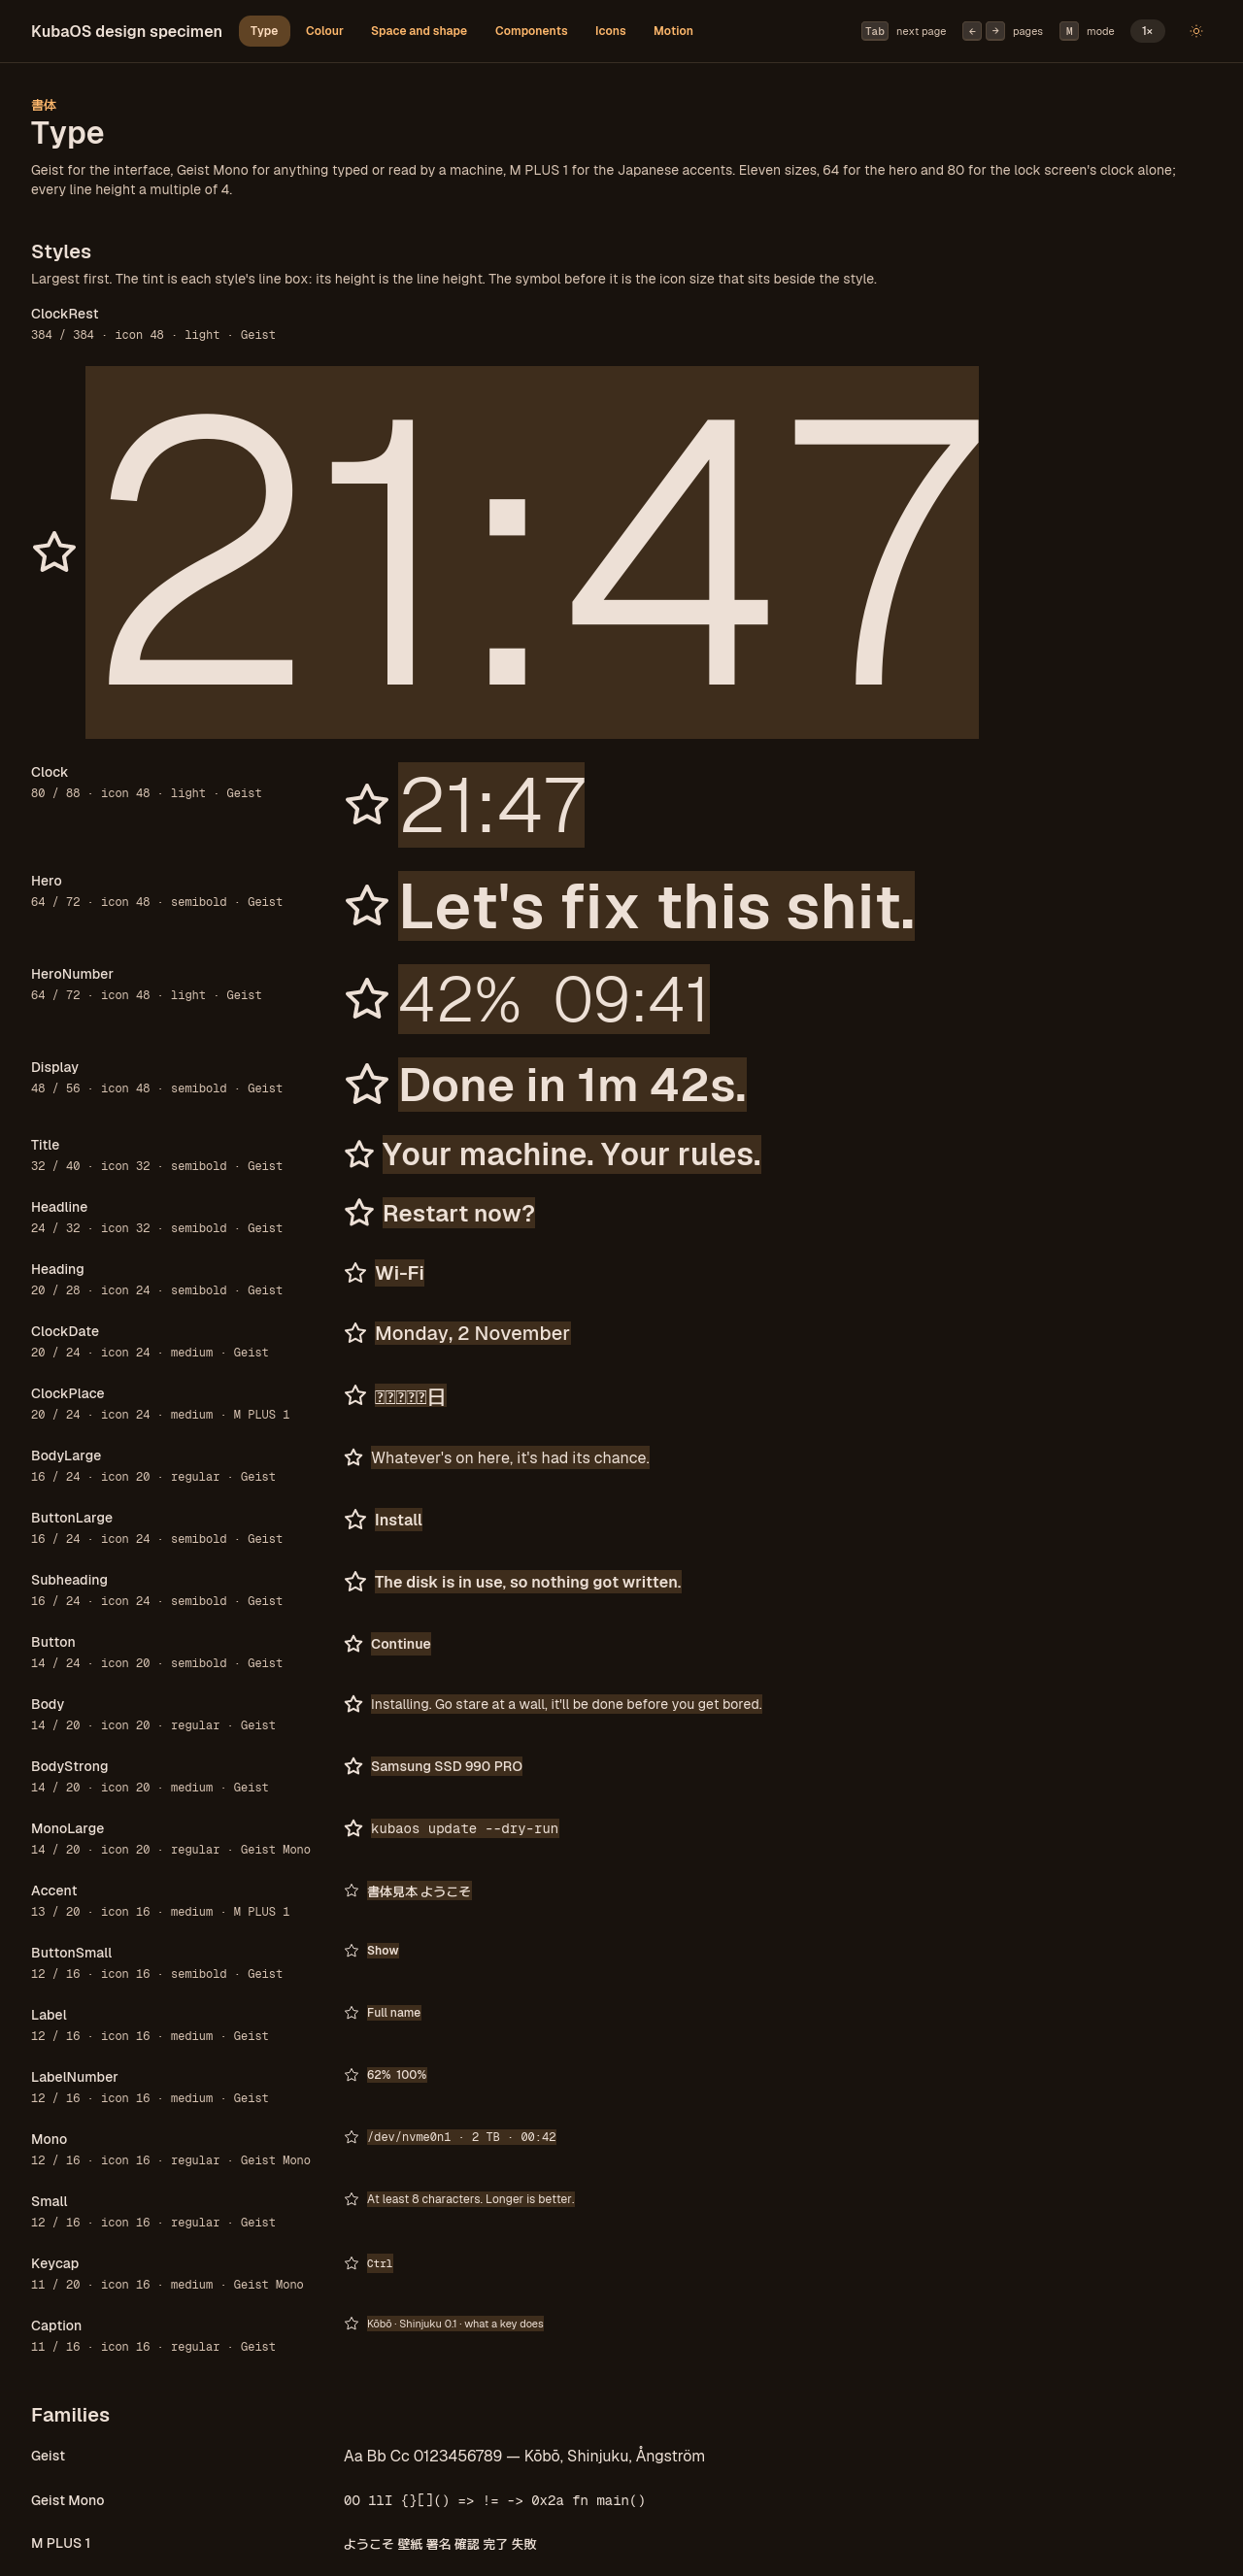 KubaOS design specimen Type Colour Space and shape Components Icons Motion Tab next page ← → pages M mode 1×
書体
Type
Geist for the interface, Geist Mono for anything typed or read by a machine, M PLUS 1 for the Japanese accents. Eleven sizes, 64 for the hero and 80 for the lock screen's clock alone;
every line height a multiple of 4.
Styles
Largest first. The tint is each style's line box: its height is the line height. The symbol before it is the icon size that sits beside the style.
ClockRest
384 / 384 · icon 48 · light · Geist
21:47
Clock
80 / 88 · icon 48 · light · Geist
21:47
Hero
64 / 72 · icon 48 · semibold · Geist
Let's fix this shit.
HeroNumber
64 / 72 · icon 48 · light · Geist
42% 09:41
Display
48 / 56 · icon 48 · semibold · Geist
Done in 1m 42s.
Title
32 / 40 · icon 32 · semibold · Geist
Your machine. Your rules.
Headline
24 / 32 · icon 32 · semibold · Geist
Restart now?
Heading
20 / 28 · icon 24 · semibold · Geist
Wi-Fi
ClockDate
20 / 24 · icon 24 · medium · Geist
Monday, 2 November
ClockPlace
20 / 24 · icon 24 · medium · M PLUS 1
日
BodyLarge
16 / 24 · icon 20 · regular · Geist
Whatever's on here, it's had its chance.
ButtonLarge
16 / 24 · icon 24 · semibold · Geist
Install
Subheading
16 / 24 · icon 24 · semibold · Geist
The disk is in use, so nothing got written.
Button
14 / 24 · icon 20 · semibold · Geist
Continue
Body
14 / 20 · icon 20 · regular · Geist
Installing. Go stare at a wall, it'll be done before you get bored.
BodyStrong
14 / 20 · icon 20 · medium · Geist
Samsung SSD 990 PRO
MonoLarge
14 / 20 · icon 20 · regular · Geist Mono
kubaos update --dry-run
Accent
13 / 20 · icon 16 · medium · M PLUS 1
書体見本 ようこそ
ButtonSmall
12 / 16 · icon 16 · semibold · Geist
Show
Label
12 / 16 · icon 16 · medium · Geist
Full name
LabelNumber
12 / 16 · icon 16 · medium · Geist
62% 100%
Mono
12 / 16 · icon 16 · regular · Geist Mono
/dev/nvme0n1 · 2 TB · 00:42
Small
12 / 16 · icon 16 · regular · Geist
At least 8 characters. Longer is better.
Keycap
11 / 20 · icon 16 · medium · Geist Mono
Ctrl
Caption
11 / 16 · icon 16 · regular · Geist
Kōbō · Shinjuku 0.1 · what a key does
Families
Geist
Aa Bb Cc 0123456789 — Kōbō, Shinjuku, Ångström
Geist Mono
0O 1lI {}[]() => != -> 0x2a fn main()
M PLUS 1
ようこそ 壁紙 署名 確認 完了 失敗